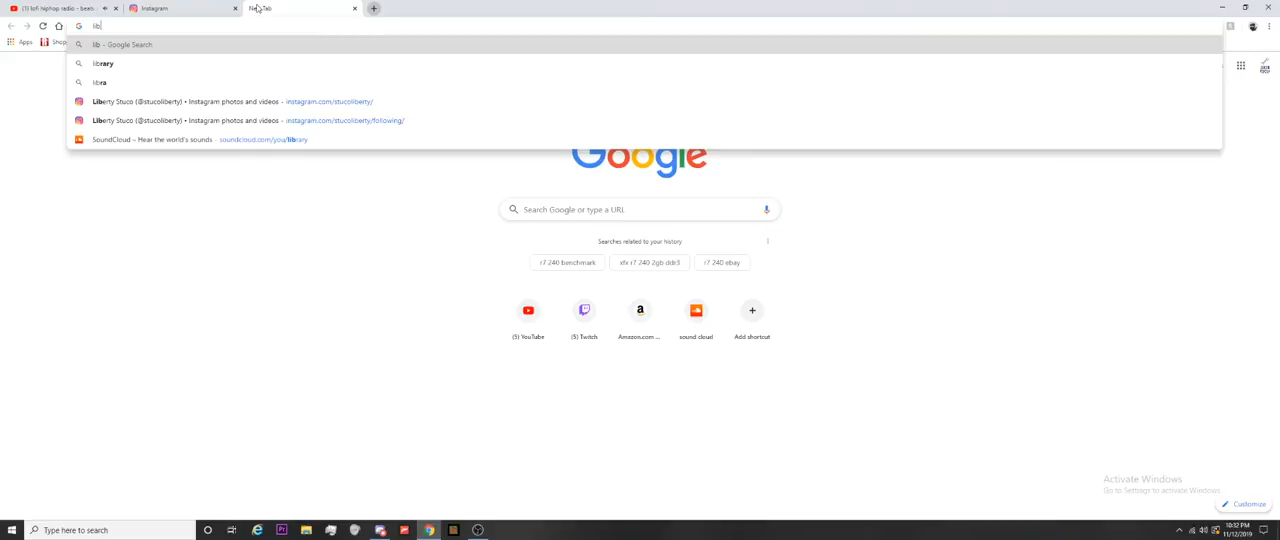 (1) lofi hiphop radio - beats
Instagram
New Tab
lib
Apps
Shop
lib - Google Search
library
libra
Liberty Stuco (@stucoliberty) • Instagram photos and videos - instagram.com/stucoliberty/
Liberty Stuco (@stucoliberty) • Instagram photos and videos - instagram.com/stucoliberty/following/
SoundCloud – Hear the world's sounds - soundcloud.com/you/library
Google
Search Google or type a URL
Searches related to your history
r7 240 benchmark
xfx r7 240 2gb ddr3
r7 240 ebay
(5) YouTube
(5) Twitch
Amazon.com ...
sound cloud
Add shortcut
Activate Windows
Go to Settings to activate Windows.
Customize
Type here to search
10:32 PM
11/12/2019